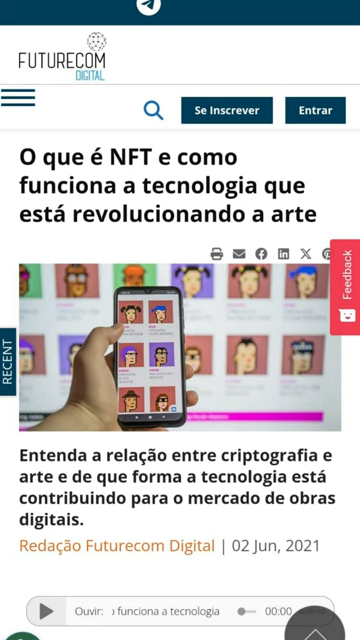 FUTURECOM
DIGITAL
Se Inscrever
Entrar
O que é NFT e como
funciona a tecnologia que
está revolucionando a arte
Feedback
RECENT
Entenda a relação entre criptografia e
arte e de que forma a tecnologia está
contribuindo para o mercado de obras
digitais.
Redação Futurecom Digital | 02 Jun, 2021
Ouvir: funciona a tecnologia 00:00